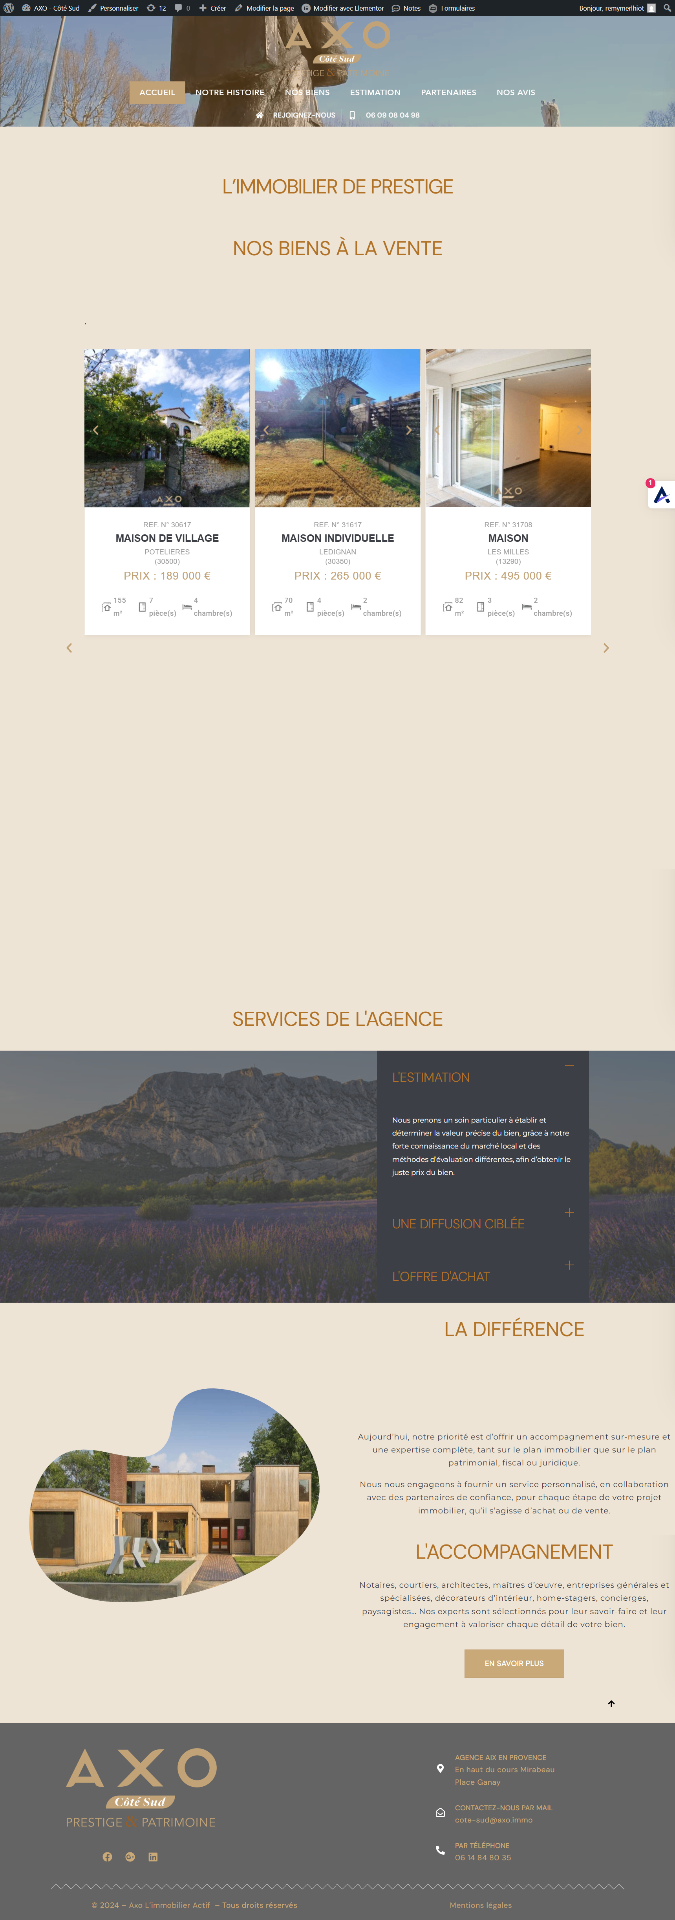 AXO - Côté Sud Personnaliser 12 0 Créer Modifier la page Modifier avec Elementor Notes Formulaires Bonjour, remymerlhiot
AXO
Côté Sud
ACCUEIL NOTRE HISTOIRE NOS BIENS ESTIMATION PARTENAIRES NOS AVIS
REJOIGNEZ-NOUS 06 09 08 04 98
L'IMMOBILIER DE PRESTIGE
NOS BIENS À LA VENTE
.
AXO
AXO
AXO
1
REF. N° 30617
MAISON DE VILLAGE
POTELIERES
(30500)
PRIX : 189 000 €
155 m² 7 pièce(s) 4 chambre(s)
REF. N° 31617
MAISON INDIVIDUELLE
LEDIGNAN
(30350)
PRIX : 265 000 €
70 m² 4 pièce(s) 2 chambre(s)
REF. N° 31708
MAISON
LES MILLES
(13290)
PRIX : 495 000 €
82 m² 3 pièce(s) 2 chambre(s)
SERVICES DE L'AGENCE
L'ESTIMATION
Nous prenons un soin particulier à établir et
déterminer la valeur précise du bien, grâce à notre
forte connaissance du marché local et des
méthodes d'évaluation différentes, afin d'obtenir le
juste prix du bien.
UNE DIFFUSION CIBLÉE
L'OFFRE D'ACHAT
LA DIFFÉRENCE
Aujourd'hui, notre priorité est d'offrir un accompagnement sur-mesure et
une expertise complète, tant sur le plan immobilier que sur le plan
patrimonial, fiscal ou juridique.
Nous nous engageons à fournir un service personnalisé, en collaboration
avec des partenaires de confiance, pour chaque étape de votre projet
immobilier, qu'il s'agisse d'achat ou de vente.
L'ACCOMPAGNEMENT
Notaires, courtiers, architectes, maîtres d'œuvre, entreprises générales et
spécialisées, décorateurs d'intérieur, home-stagers, concierges,
paysagistes... Nos experts sont sélectionnés pour leur savoir-faire et leur
engagement à valoriser chaque détail de votre bien.
EN SAVOIR PLUS
AXO
Côté Sud
PRESTIGE & PATRIMOINE
AGENCE AIX EN PROVENCE
En haut du cours Mirabeau
Place Ganay
CONTACTEZ-NOUS PAR MAIL
cote-sud@axo.immo
PAR TÉLÉPHONE
06 14 84 80 35
© 2024 – Axo L'immobilier Actif – Tous droits réservés
Mentions légales